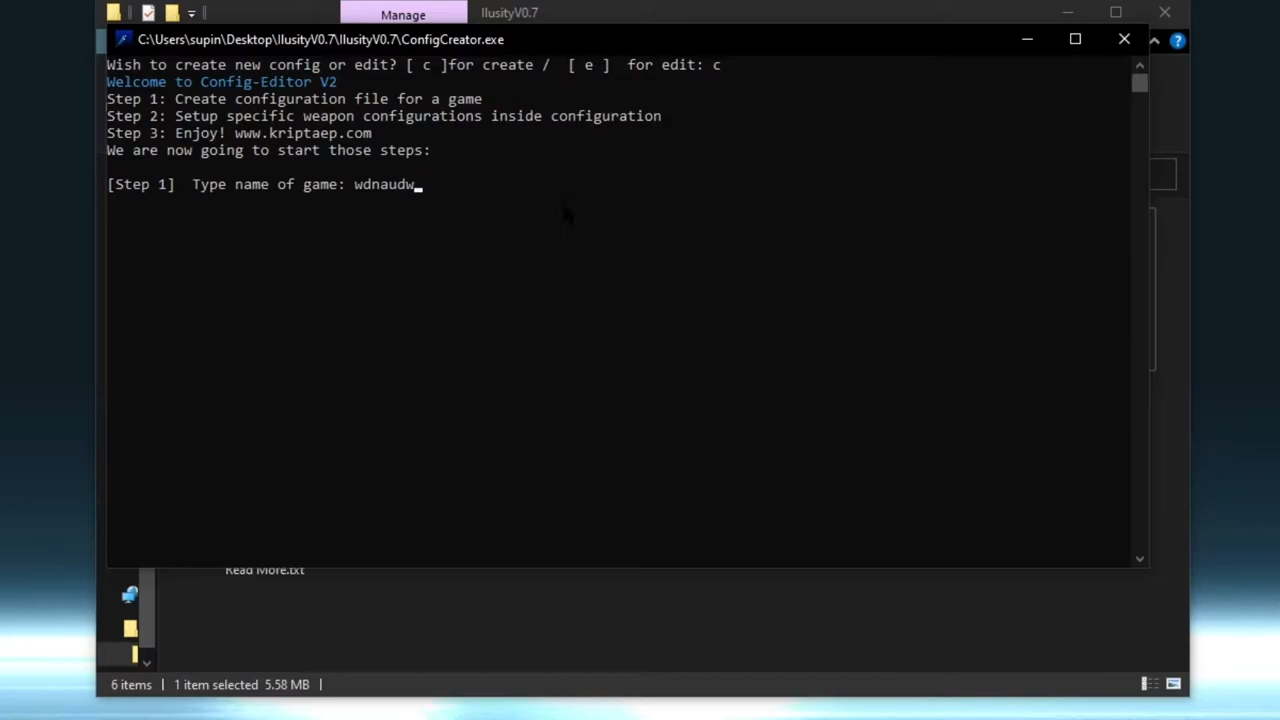 Manage
IlusityV0.7
C:\Users\supin\Desktop\IlusityV0.7\IlusityV0.7\ConfigCreator.exe
Wish to create new config or edit? [ c ]for create /  [ e ]  for edit: c
Welcome to Config-Editor V2
Step 1: Create configuration file for a game
Step 2: Setup specific weapon configurations inside configuration
Step 3: Enjoy! www.kriptaep.com
We are now going to start those steps:
[Step 1]  Type name of game: wdnaudw_
Read More.txt
6 items
1 item selected  5.58 MB